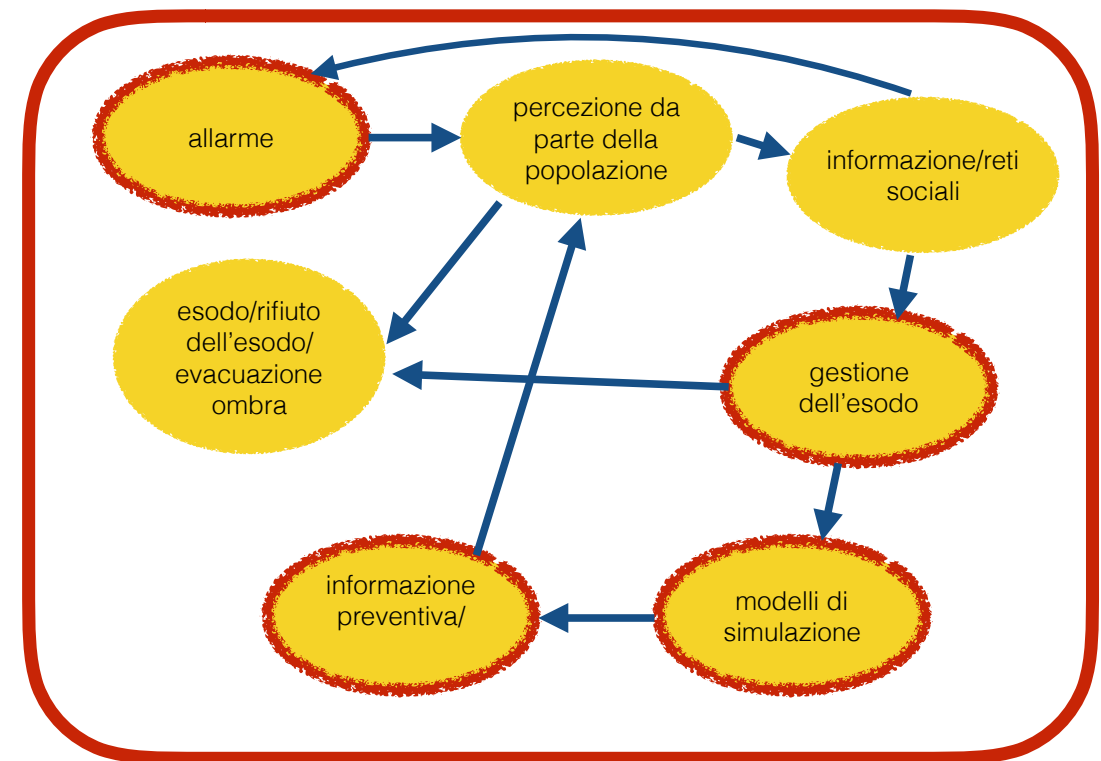 allarme
percezione da
parte della
popolazione
informazione/reti
sociali
esodo/rifiuto
dell'esodo/
evacuazione
ombra
gestione
dell'esodo
informazione
preventiva/
modelli di
simulazione